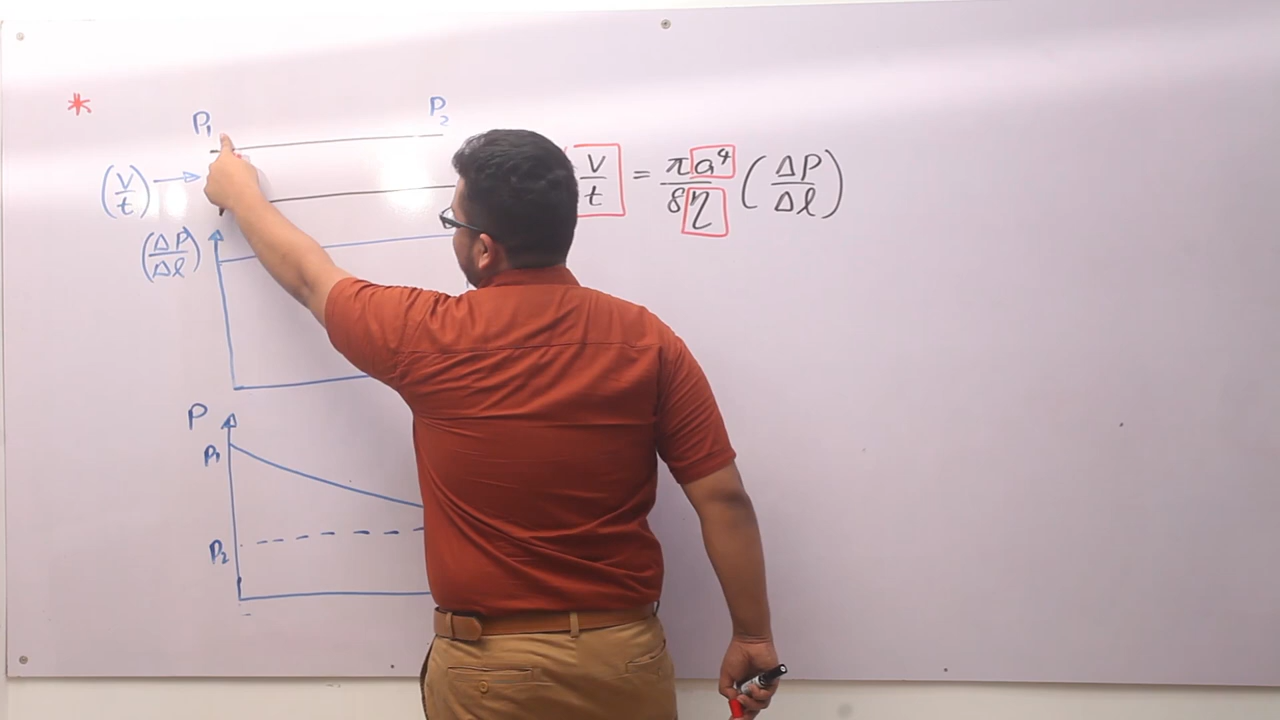 *
P₁ P₂
(V/t) → V/t = πa⁴/8η (ΔP/Δl)
(ΔP/Δl)
P
P₁
P₂